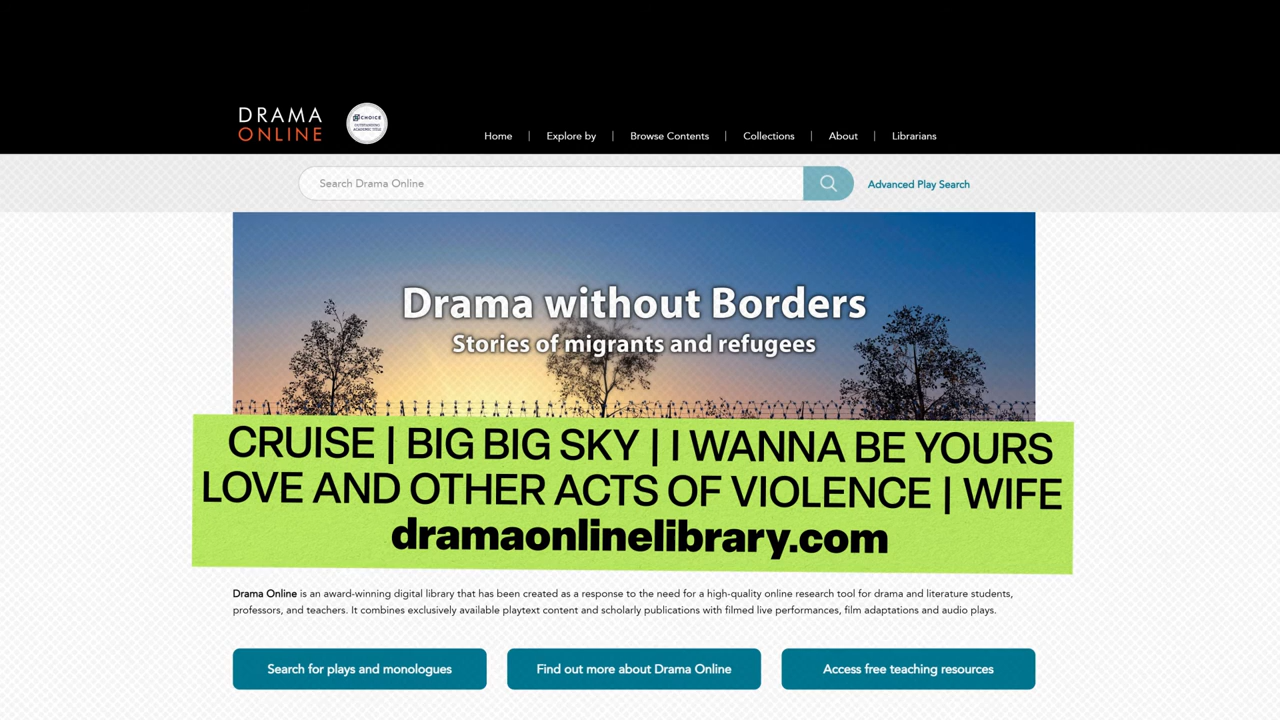 DRAMA
ONLINE
CHOICE
OUTSTANDING
ACADEMIC TITLE
Home | Explore by | Browse Contents | Collections | About | Librarians
Search Drama Online
Advanced Play Search
Drama without Borders
Stories of migrants and refugees
CRUISE | BIG BIG SKY | I WANNA BE YOURS
LOVE AND OTHER ACTS OF VIOLENCE | WIFE
dramaonlinelibrary.com
Drama Online is an award-winning digital library that has been created as a response to the need for a high-quality online research tool for drama and literature students,
professors, and teachers. It combines exclusively available playtext content and scholarly publications with filmed live performances, film adaptations and audio plays.
Search for plays and monologues
Find out more about Drama Online
Access free teaching resources